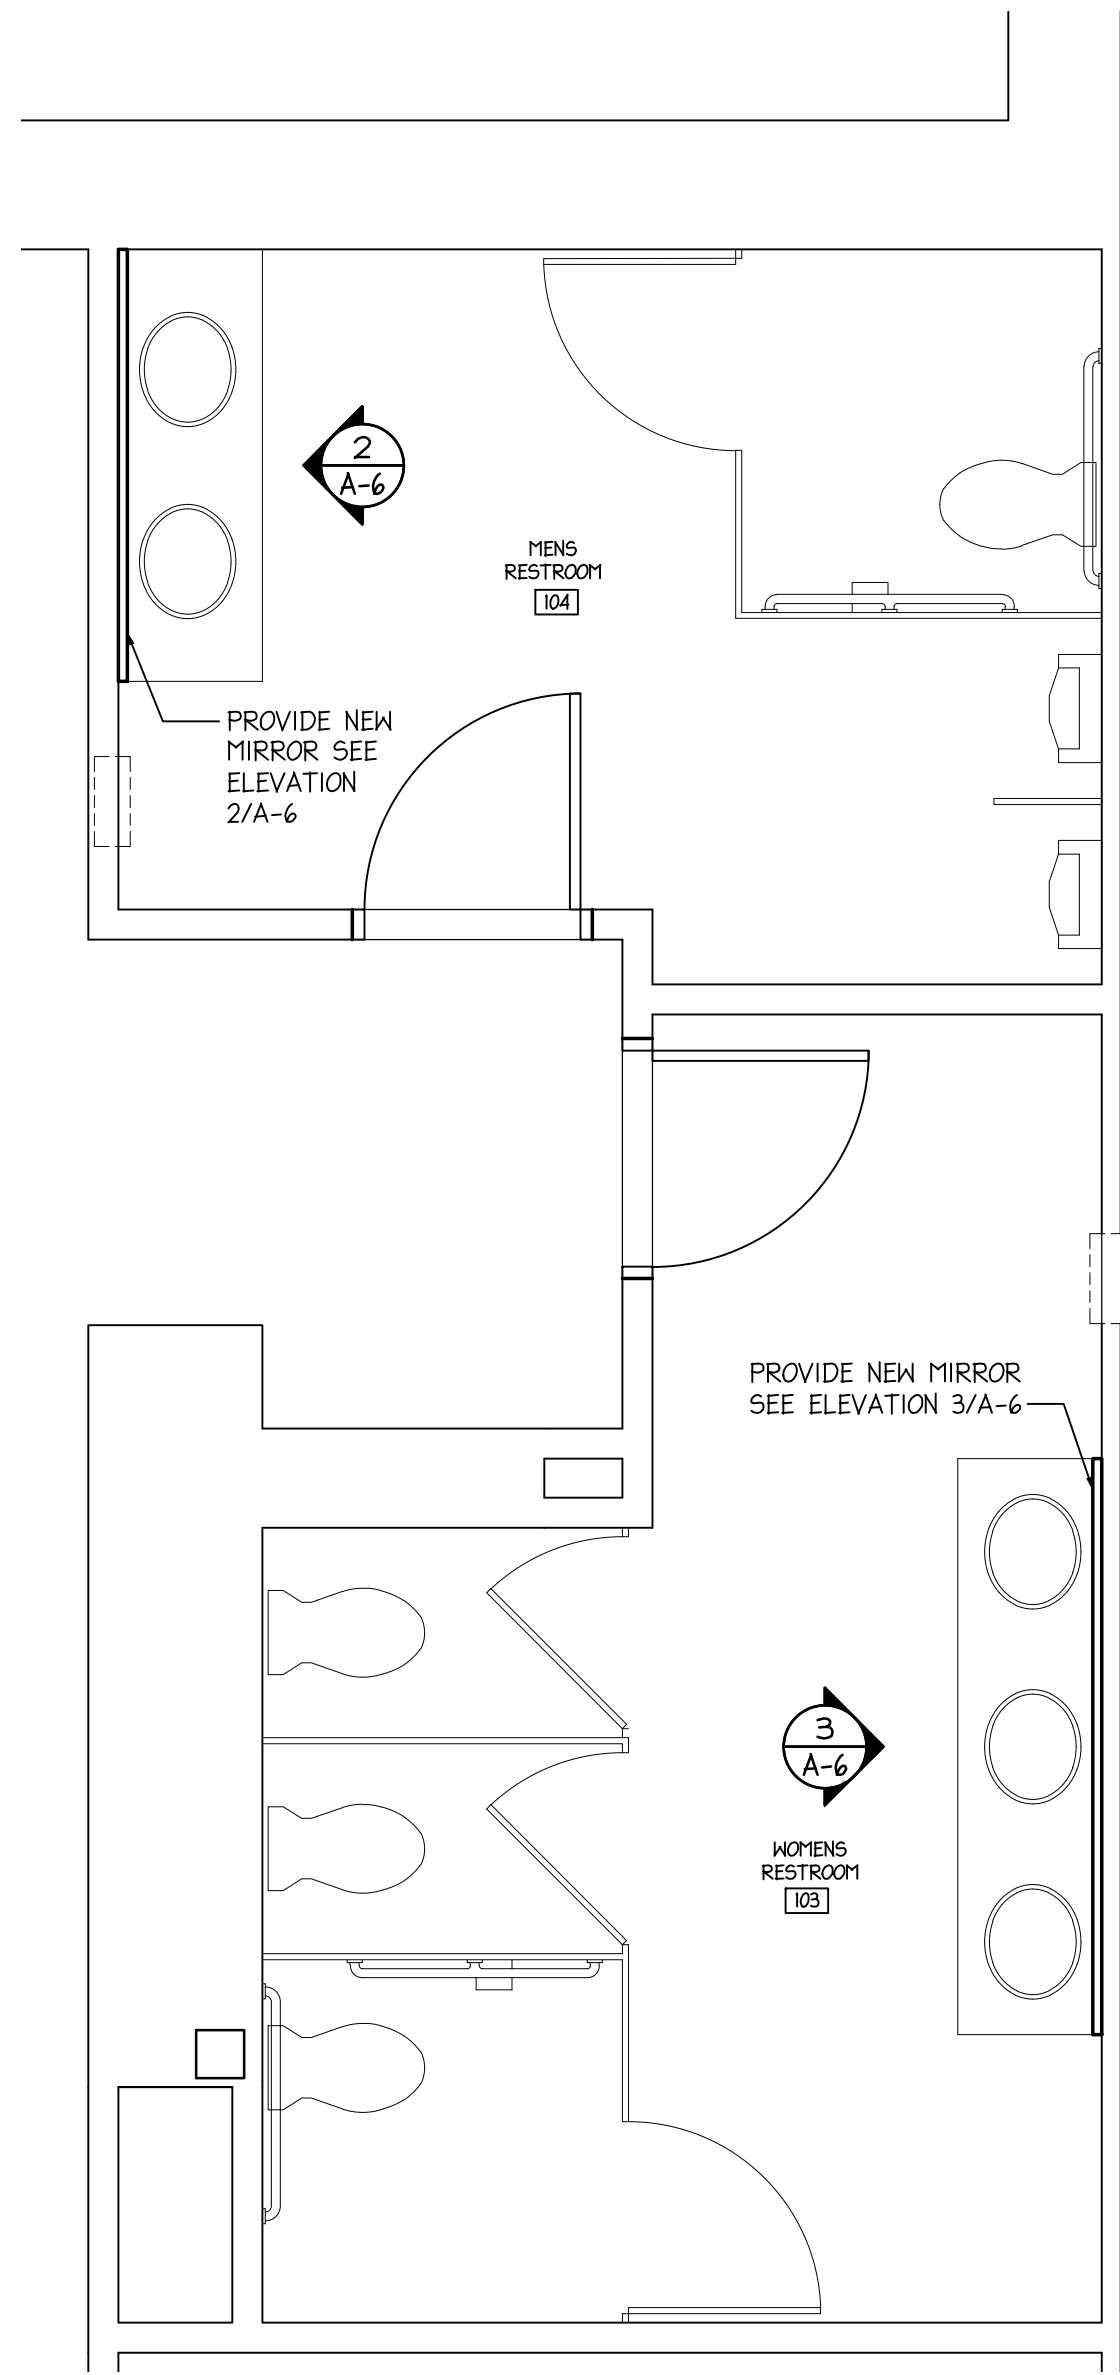 2
A-6
MENS
RESTROOM
104
PROVIDE NEW
MIRROR SEE
ELEVATION
2/A-6
PROVIDE NEW MIRROR
SEE ELEVATION 3/A-6
3
A-6
WOMENS
RESTROOM
103